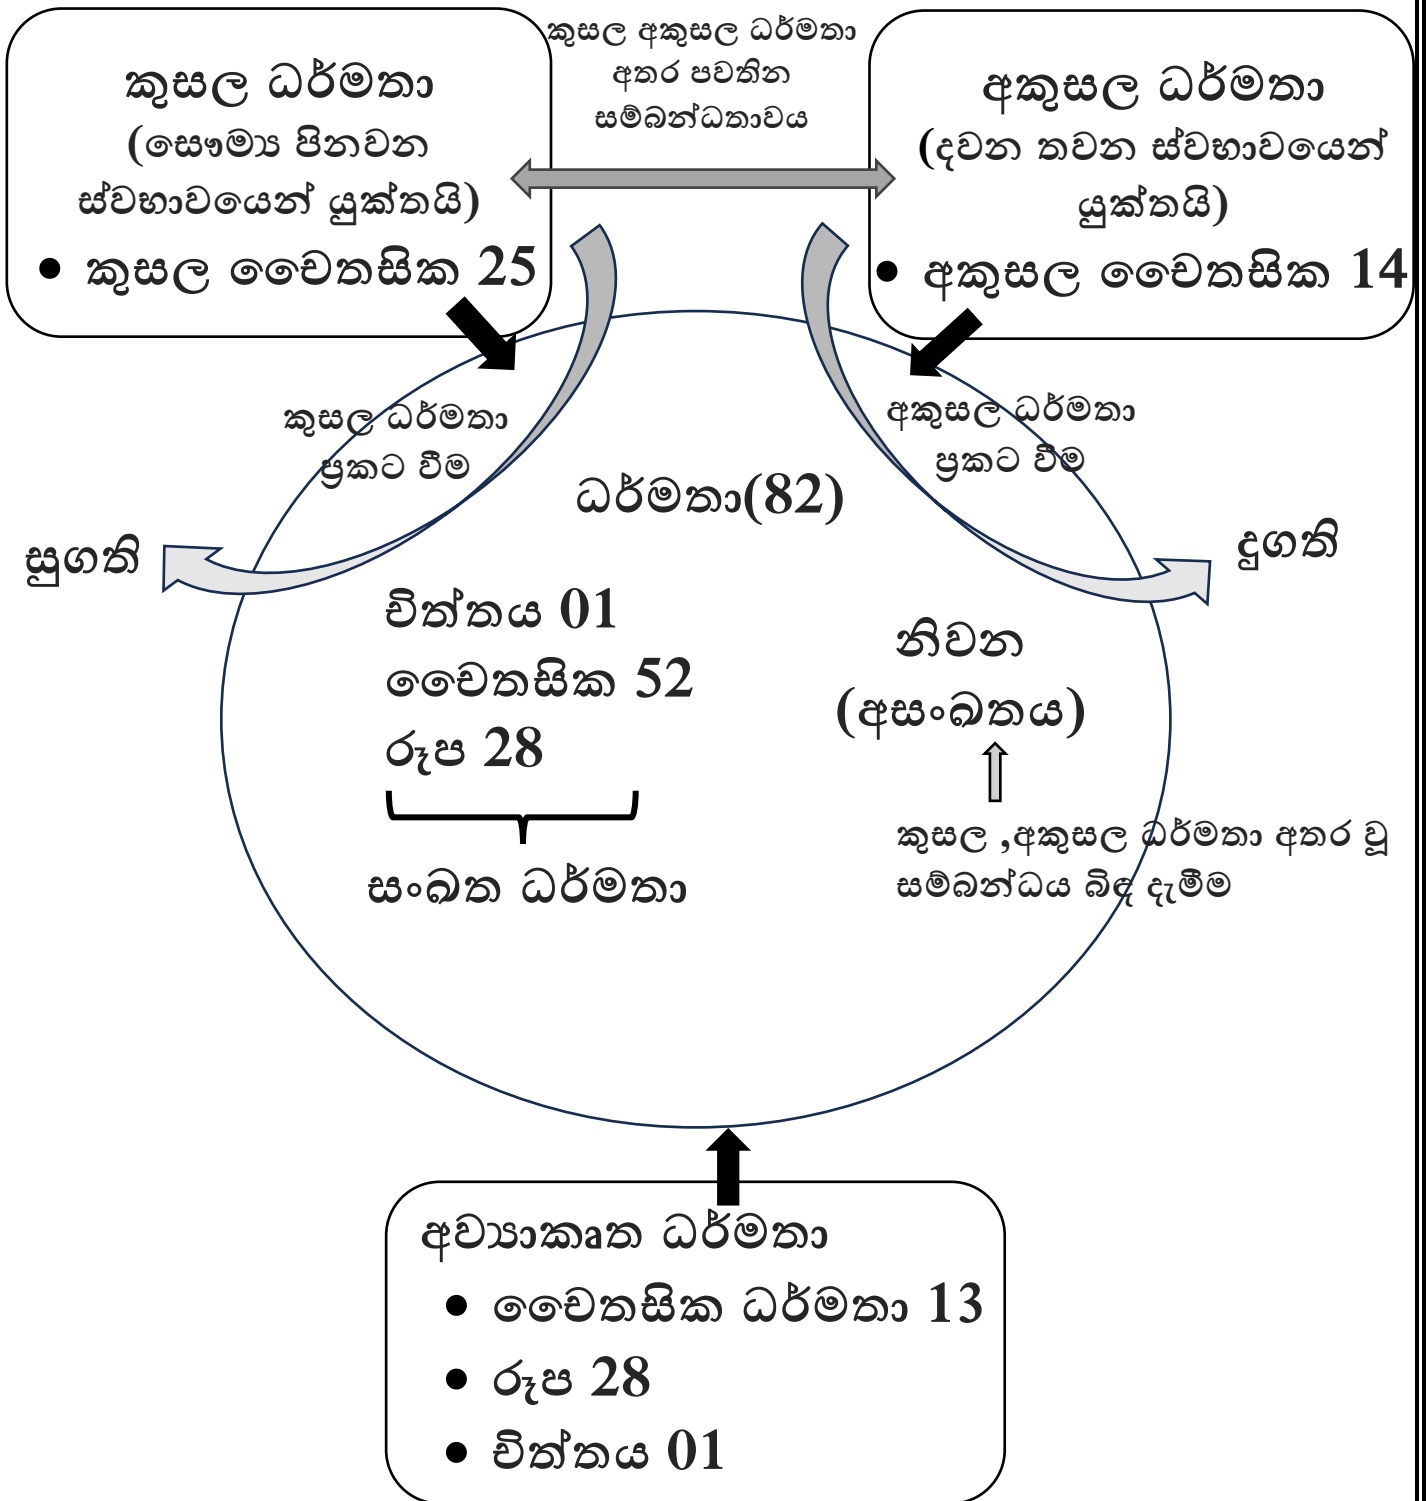 කුසල ධර්මතා
(සෞම්‍ය පිනවන
ස්වභාවයෙන් යුක්තයි)
• කුසල චෛතසික 25
කුසල අකුසල ධර්මතා
අතර පවතින
සම්බන්ධතාවය
අකුසල ධර්මතා
(දවන තවන ස්වභාවයෙන්
යුක්තයි)
• අකුසල චෛතසික 14
කුසල ධර්මතා
ප්‍රකට වීම
අකුසල ධර්මතා
ප්‍රකට වීම
ධර්මතා(82)
සුගති
දුගති
චිත්තය 01
චෛතසික 52
රූප 28
සංඛත ධර්මතා
නිවන
(අසංඛතය)
කුසල ,අකුසල ධර්මතා අතර වූ
සම්බන්ධය බිඳ දැමීම
අව්‍යාකෘත ධර්මතා
• චෛතසික ධර්මතා 13
• රූප 28
• චිත්තය 01